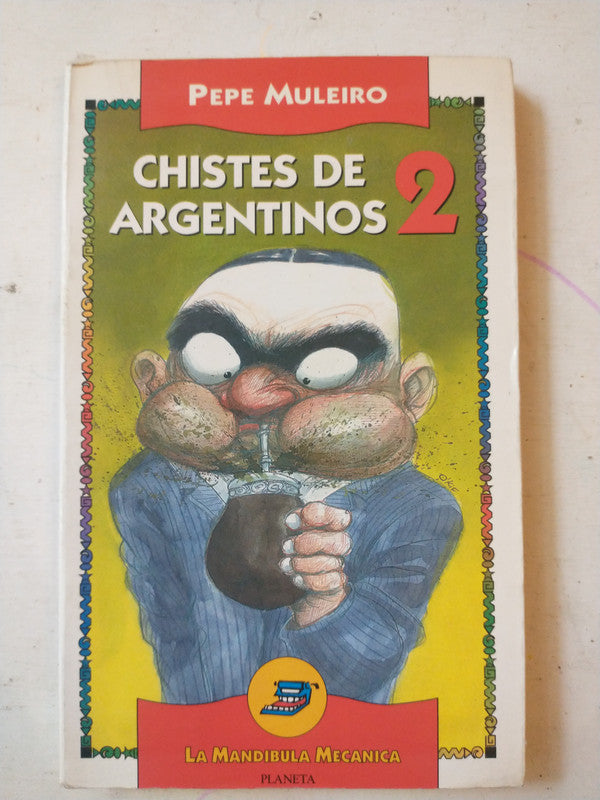 PEPE MULEIRO
CHISTES DE
ARGENTINOS 2
LA MANDIBULA MECANICA
PLANETA